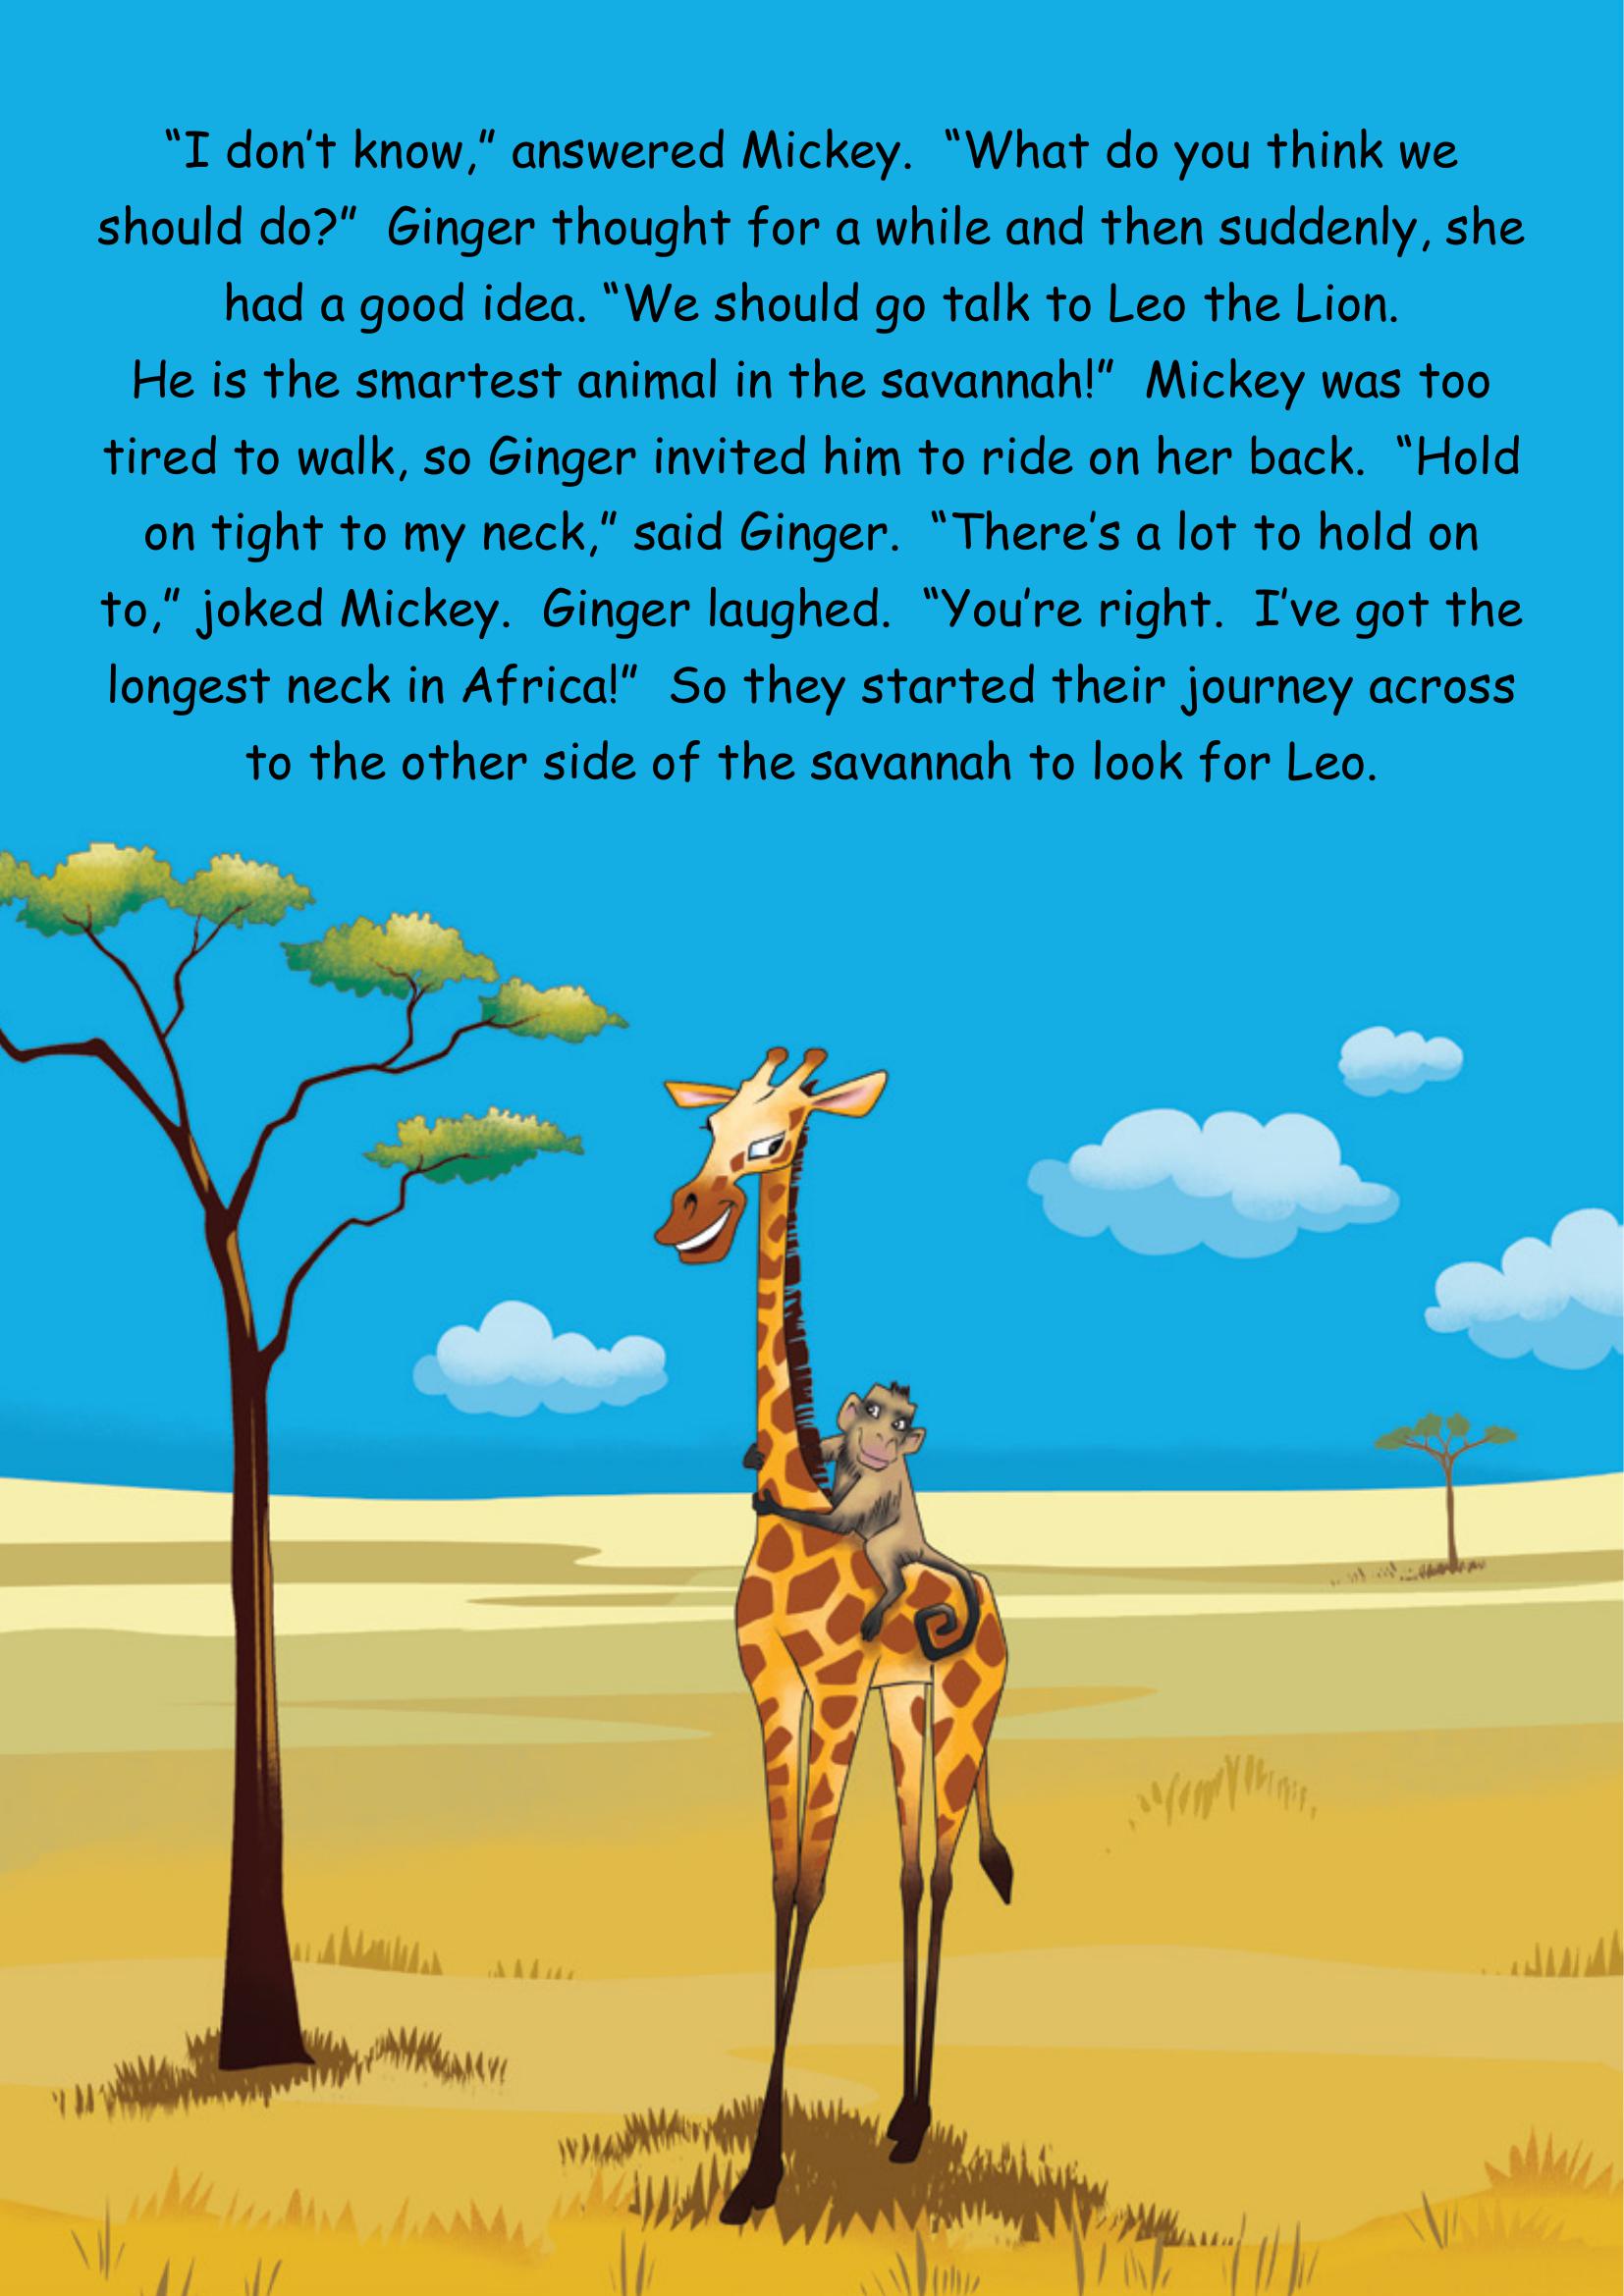 “I don’t know,” answered Mickey.  “What do you think we
should do?”  Ginger thought for a while and then suddenly, she
had a good idea. “We should go talk to Leo the Lion.
He is the smartest animal in the savannah!”  Mickey was too
tired to walk, so Ginger invited him to ride on her back.  “Hold
on tight to my neck,” said Ginger.  “There’s a lot to hold on
to,” joked Mickey.  Ginger laughed.  “You’re right.  I’ve got the
longest neck in Africa!”  So they started their journey across
to the other side of the savannah to look for Leo.